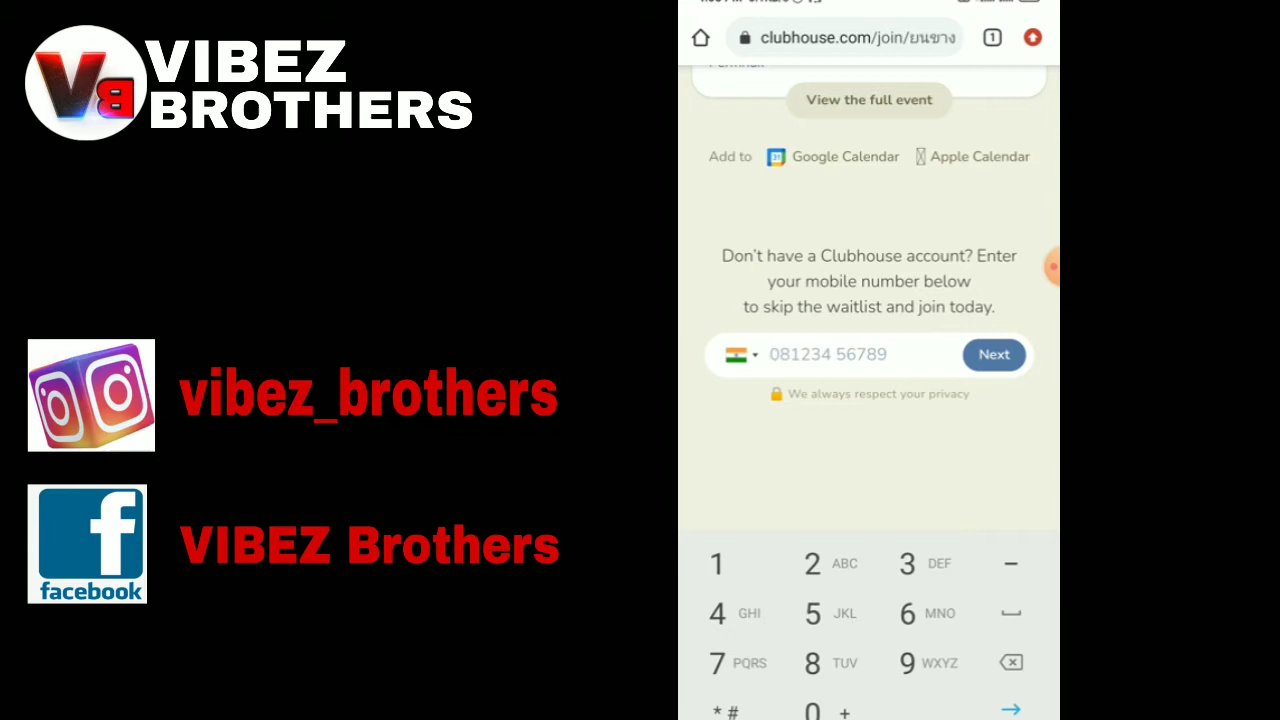 VIBEZ
BROTHERS
VB
vibez_brothers
VIBEZ Brothers
facebook
clubhouse.com/join/ยนขาง
1
View the full event
Add to Google Calendar Apple Calendar
Don't have a Clubhouse account? Enter
your mobile number below
to skip the waitlist and join today.
081234 56789 Next
We always respect your privacy
1 2 ABC 3 DEF –
4 GHI 5 JKL 6 MNO
7 PQRS 8 TUV 9 WXYZ
* # 0 +